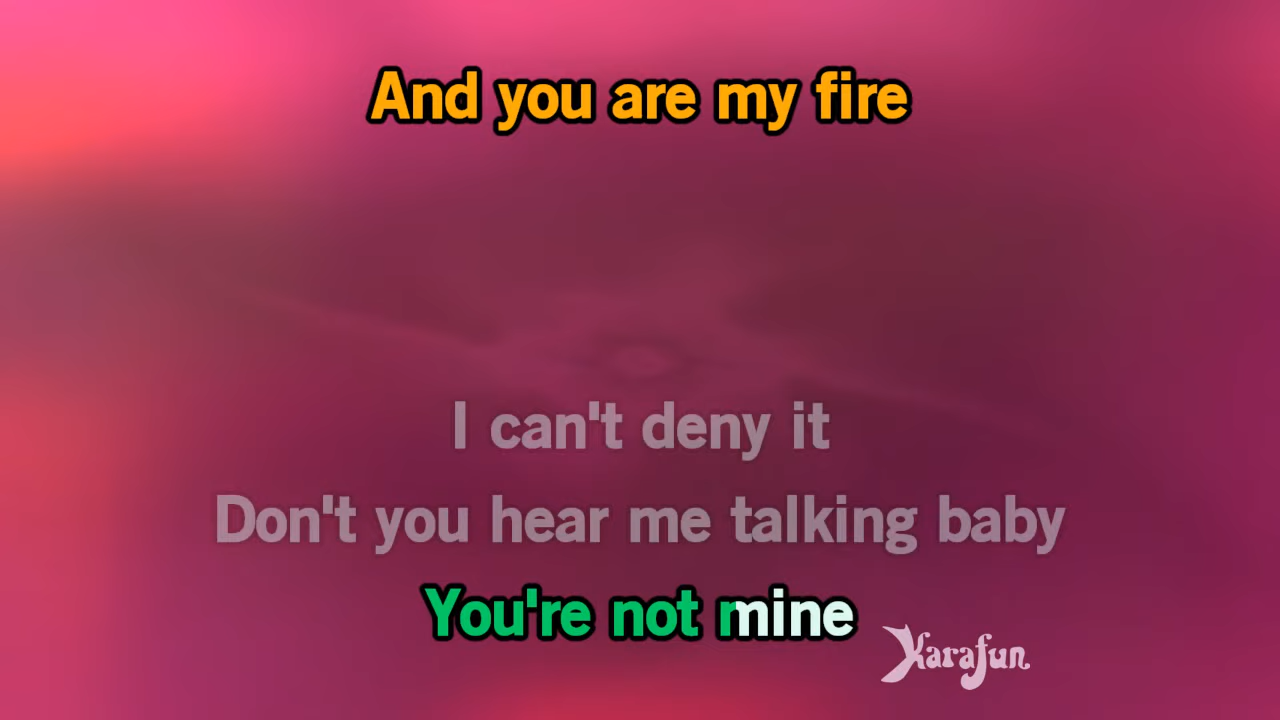 And you are my fire
I can't deny it
Don't you hear me talking baby
You're not mine
Karafun